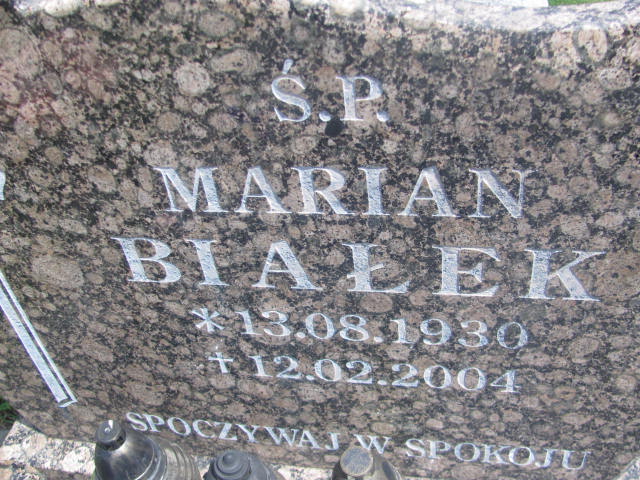 Ś.P.
MARIAN
BIAŁEK
* 13.08.1930
† 12.02.2004
SPOCZYWAJ W SPOKOJU